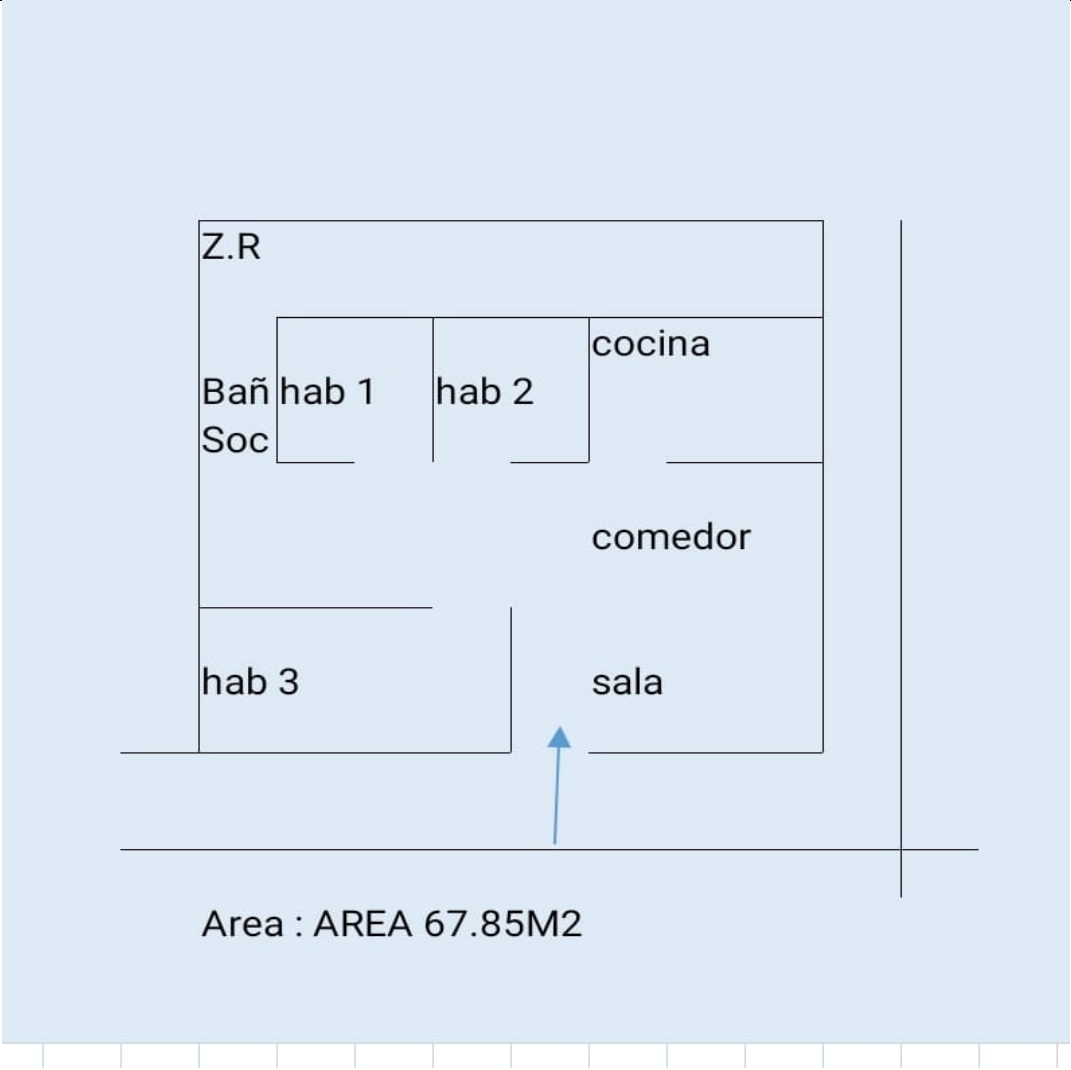 Z.R
cocina
Bañ hab 1 hab 2
Soc
comedor
hab 3 sala
Area : AREA 67.85M2